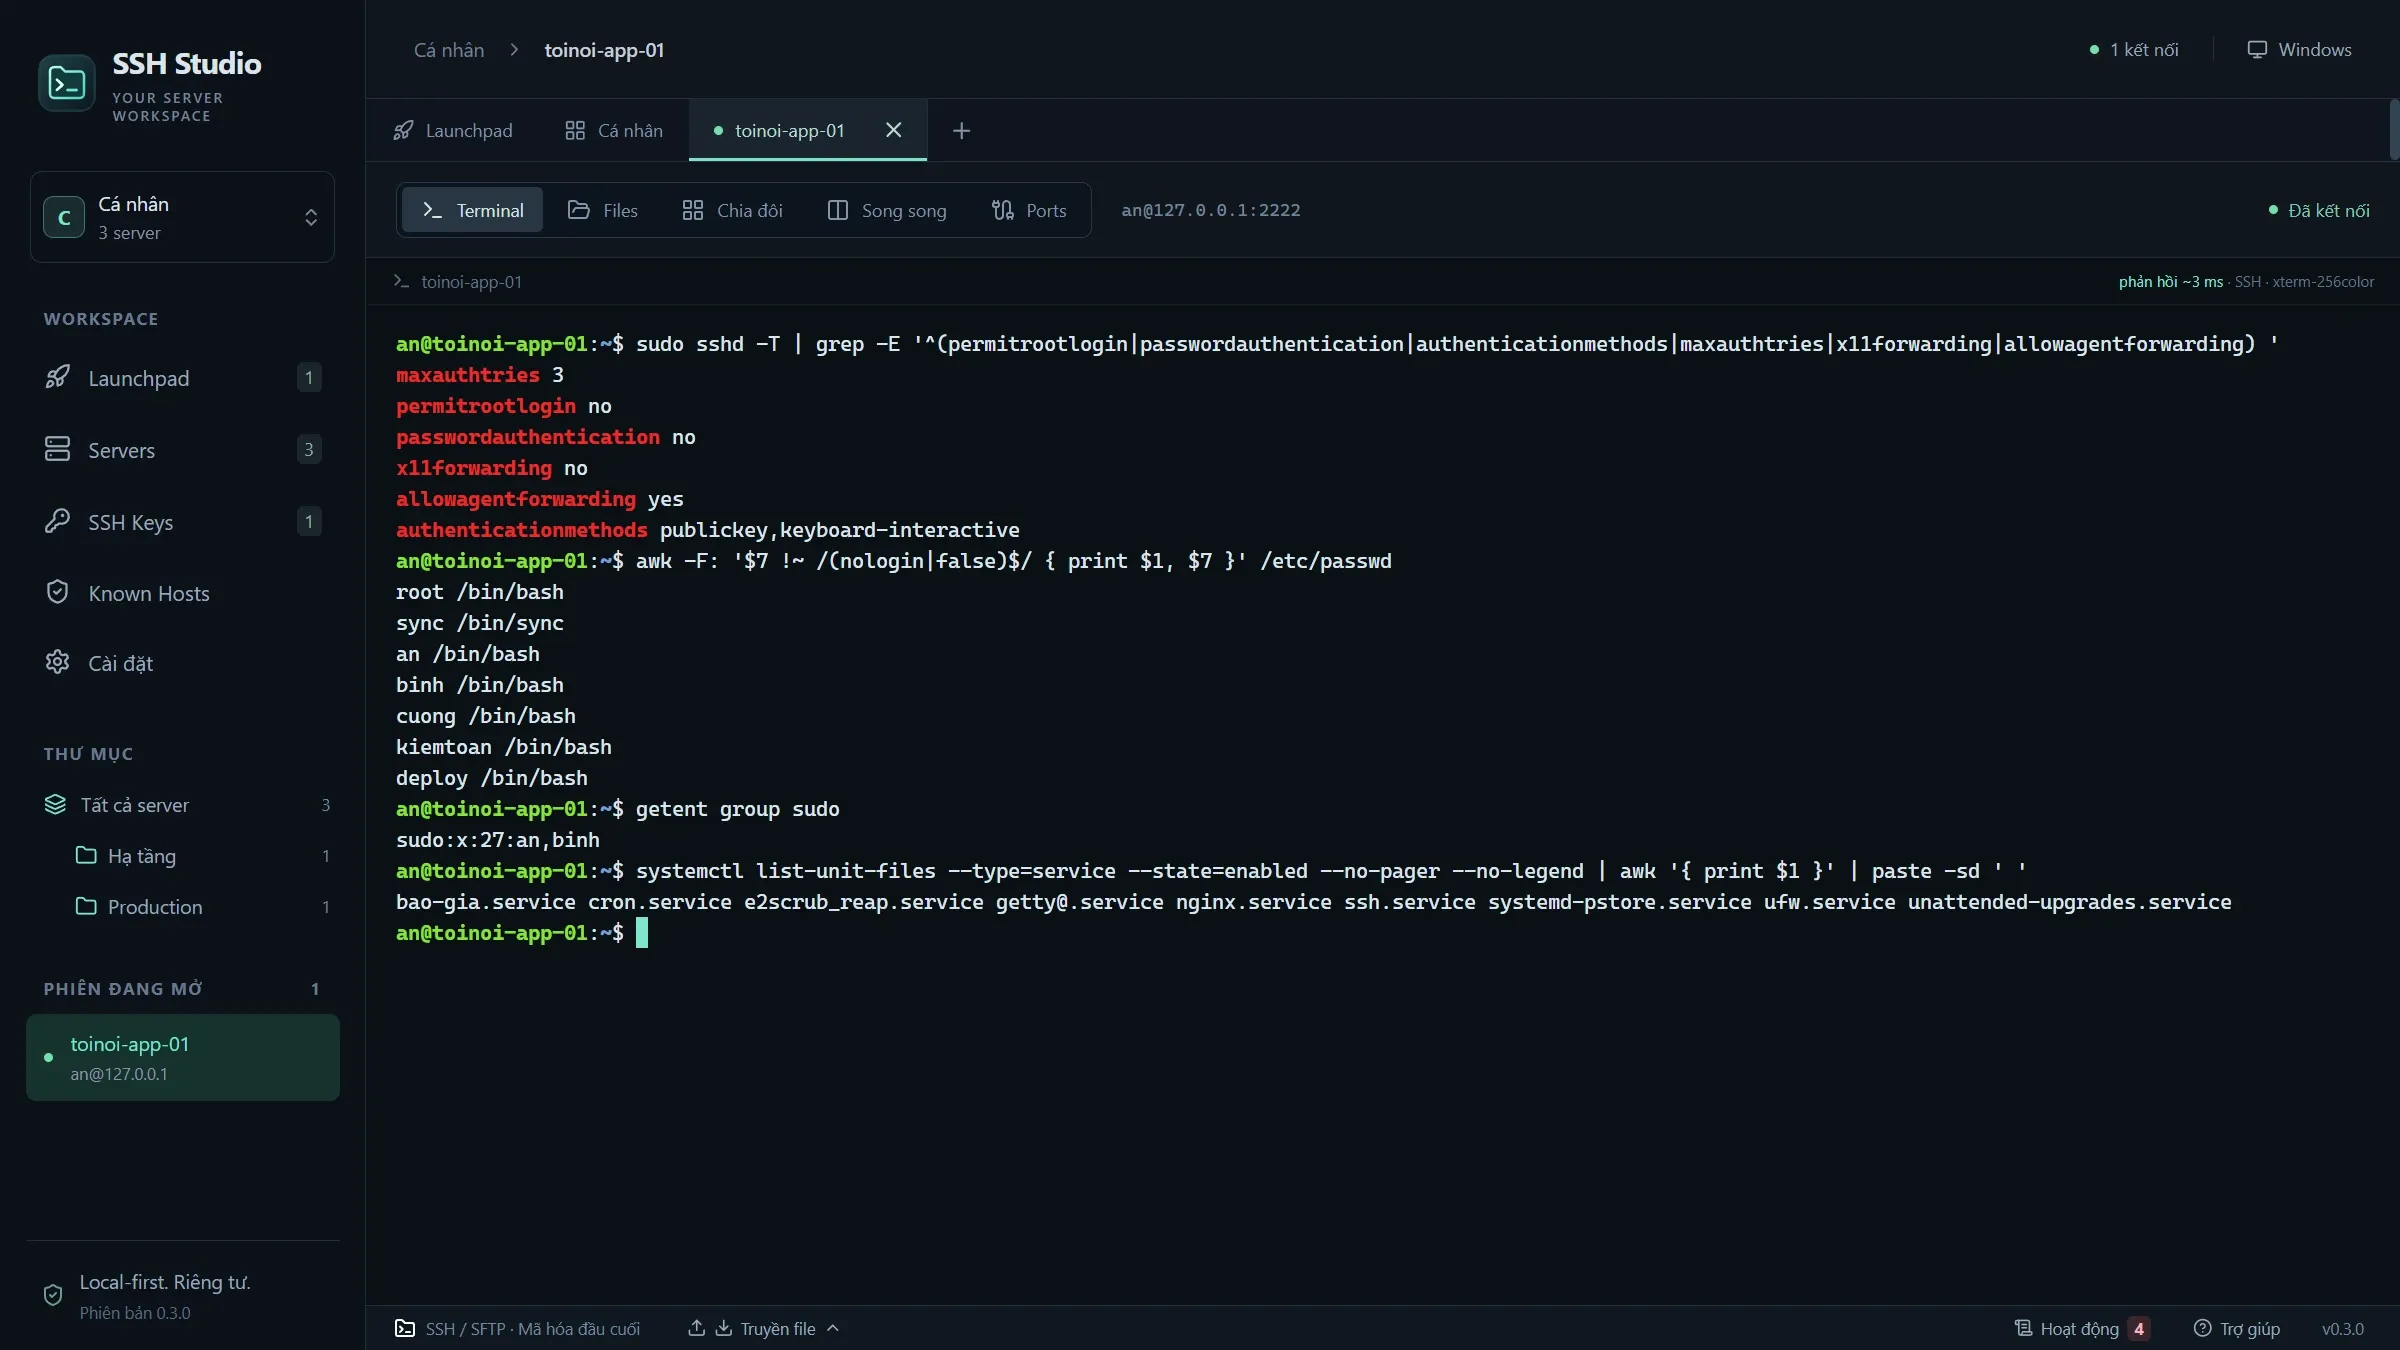 SSH Studio
YOUR SERVER
WORKSPACE
C
Cá nhân
3 server
WORKSPACE
Launchpad 1
Servers 3
SSH Keys 1
Known Hosts
Cài đặt
THƯ MỤC
Tất cả server 3
Hạ tầng 1
Production 1
PHIÊN ĐANG MỞ 1
toinoi-app-01
an@127.0.0.1
Local-first. Riêng tư.
Phiên bản 0.3.0
Cá nhân > toinoi-app-01
1 kết nối
Windows
Launchpad
Cá nhân
toinoi-app-01
Terminal
Files
Chia đôi
Song song
Ports
an@127.0.0.1:2222
Đã kết nối
toinoi-app-01
phản hồi ~3 ms · SSH · xterm-256color
an@toinoi-app-01:~$ sudo sshd -T | grep -E '^(permitrootlogin|passwordauthentication|authenticationmethods|maxauthtries|x11forwarding|allowagentforwarding) '
maxauthtries 3
permitrootlogin no
passwordauthentication no
x11forwarding no
allowagentforwarding yes
authenticationmethods publickey,keyboard-interactive
an@toinoi-app-01:~$ awk -F: '$7 !~ /(nologin|false)$/ { print $1, $7 }' /etc/passwd
root /bin/bash
sync /bin/sync
an /bin/bash
binh /bin/bash
cuong /bin/bash
kiemtoan /bin/bash
deploy /bin/bash
an@toinoi-app-01:~$ getent group sudo
sudo:x:27:an,binh
an@toinoi-app-01:~$ systemctl list-unit-files --type=service --state=enabled --no-pager --no-legend | awk '{ print $1 }' | paste -sd ' '
bao-gia.service cron.service e2scrub_reap.service getty@.service nginx.service ssh.service systemd-pstore.service ufw.service unattended-upgrades.service
an@toinoi-app-01:~$
SSH / SFTP · Mã hóa đầu cuối
Truyền file
Hoạt động 4
Trợ giúp
v0.3.0